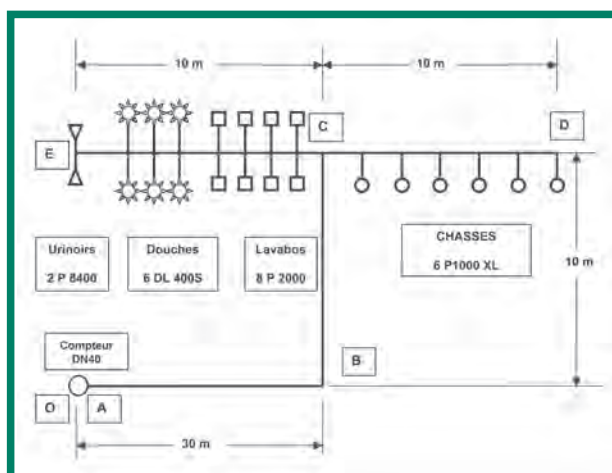 10 m
10 m
C
D
E
Urinoirs
2 P 8400
Douches
6 DL 400S
Lavabos
8 P 2000
CHASSES
6 P1000 XL
10 m
Compteur
DN40
B
O
A
30 m